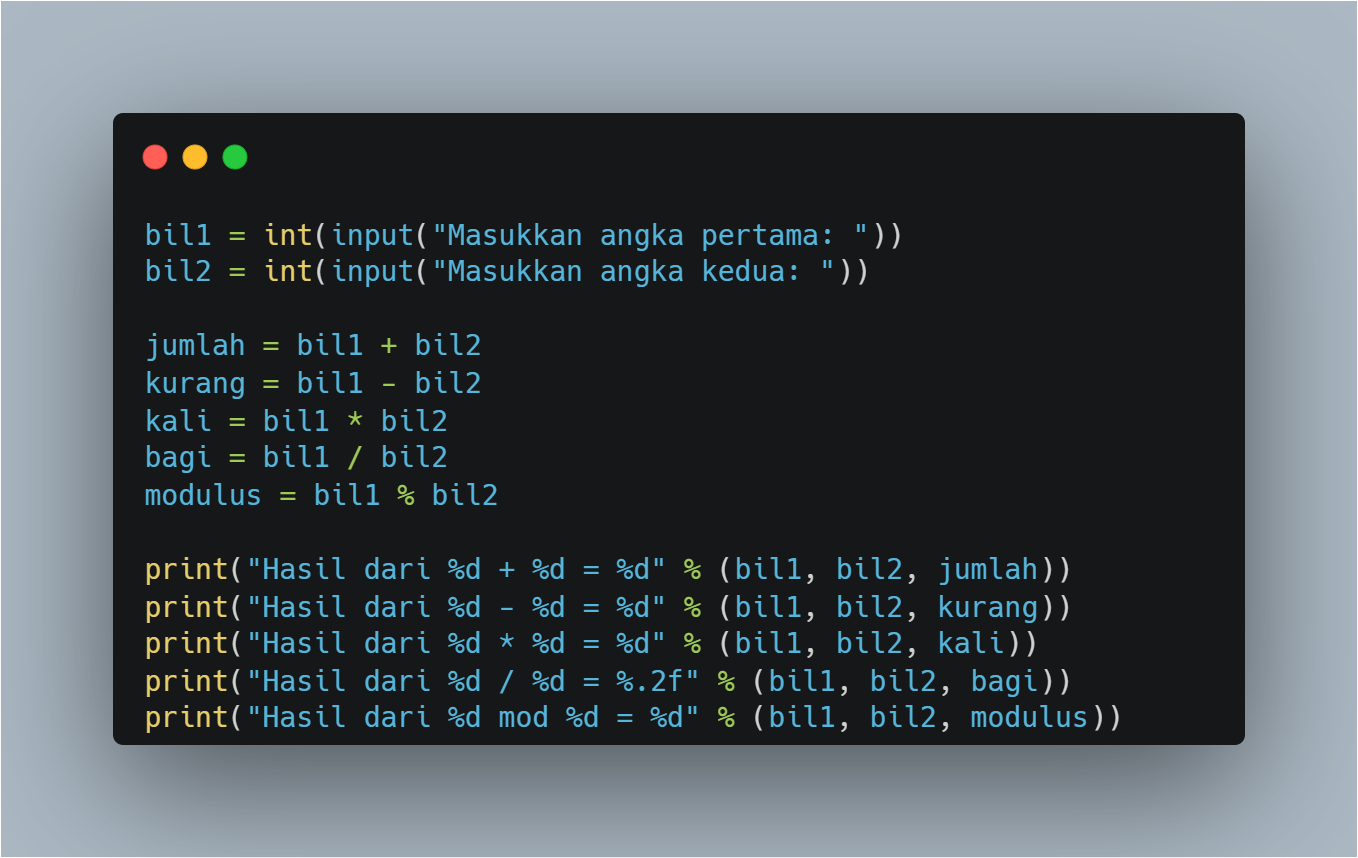 bil1 = int(input("Masukkan angka pertama: "))
bil2 = int(input("Masukkan angka kedua: "))
jumlah = bil1 + bil2
kurang = bil1 - bil2
kali = bil1 * bil2
bagi = bil1 / bil2
modulus = bil1 % bil2
print("Hasil dari %d + %d = %d" % (bil1, bil2, jumlah))
print("Hasil dari %d - %d = %d" % (bil1, bil2, kurang))
print("Hasil dari %d * %d = %d" % (bil1, bil2, kali))
print("Hasil dari %d / %d = %.2f" % (bil1, bil2, bagi))
print("Hasil dari %d mod %d = %d" % (bil1, bil2, modulus))